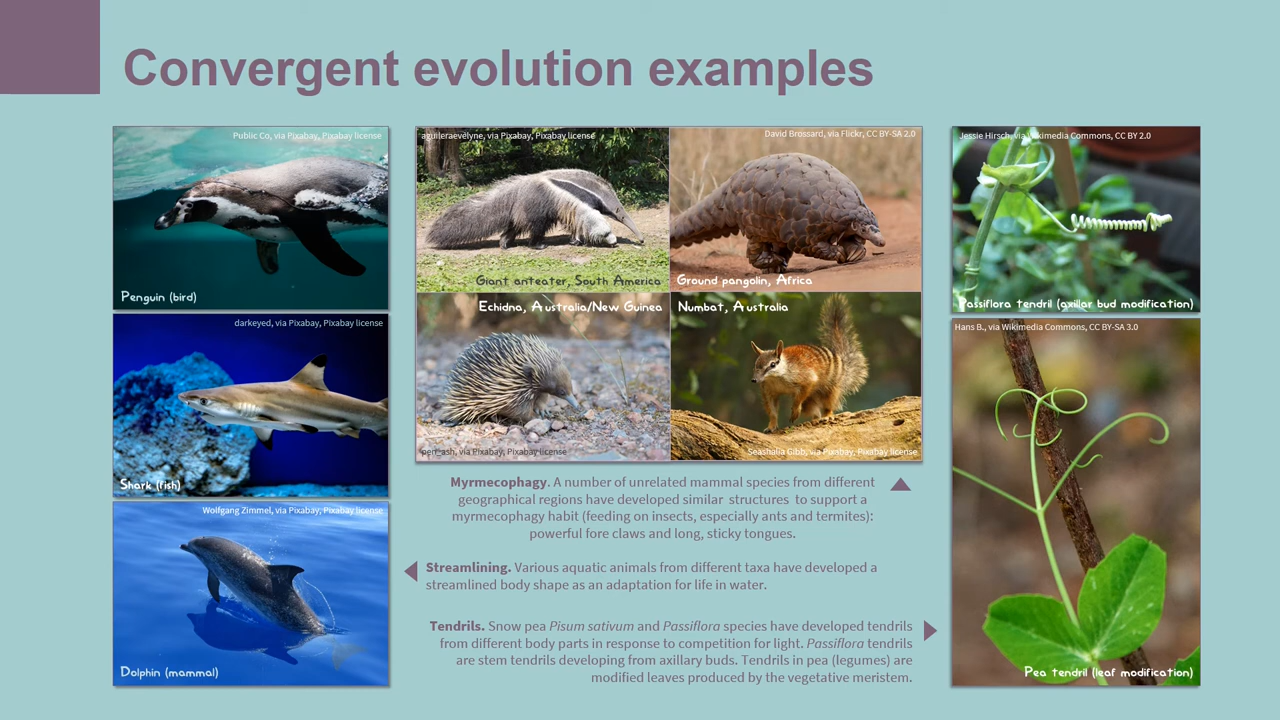 Convergent evolution examples
Public Co, via Pixabay, Pixabay license
Penguin (bird)
darkeyed, via Pixabay, Pixabay license
Shark (fish)
Wolfgang Zimmel, via Pixabay, Pixabay license
Dolphin (mammal)
aguileraevelyne, via Pixabay, Pixabay license
Giant anteater, South America
David Brossard, via Flickr, CC BY-SA 2.0
Ground pangolin, Africa
Echidna, Australia/New Guinea
peri_ash, via Pixabay, Pixabay license
Numbat, Australia
Seashalia Gibb, via Pixabay, Pixabay license
Myrmecophagy. A number of unrelated mammal species from different
geographical regions have developed similar structures to support a
myrmecophagy habit (feeding on insects, especially ants and termites):
powerful fore claws and long, sticky tongues.
Streamlining. Various aquatic animals from different taxa have developed a
streamlined body shape as an adaptation for life in water.
Tendrils. Snow pea Pisum sativum and Passiflora species have developed tendrils
from different body parts in response to competition for light. Passiflora tendrils
are stem tendrils developing from axillary buds. Tendrils in pea (legumes) are
modified leaves produced by the vegetative meristem.
Jessie Hirsch, via Wikimedia Commons, CC BY 2.0
Passiflora tendril (axillar bud modification)
Hans B., via Wikimedia Commons, CC BY-SA 3.0
Pea tendril (leaf modification)